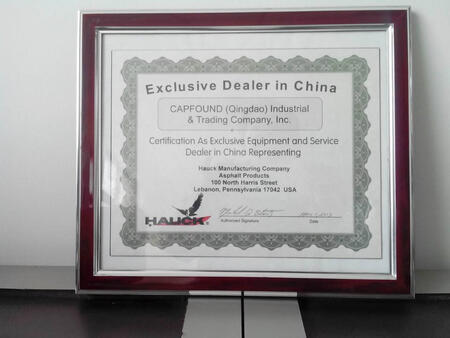 Exclusive Dealer in China
CAPFOUND (Qingdao) Industrial
& Trading Company, Inc.
Certification As Exclusive Equipment and Service
Dealer in China Representing
Hauck Manufacturing Company
Asphalt Products
100 North Harris Street
Lebanon, Pennsylvania 17042 USA
HAUCK
Authorized Signature
Date